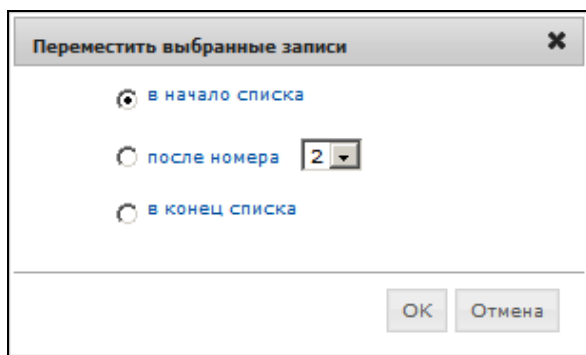 Переместить выбранные записи
в начало списка
после номера 2
в конец списка
OK Отмена